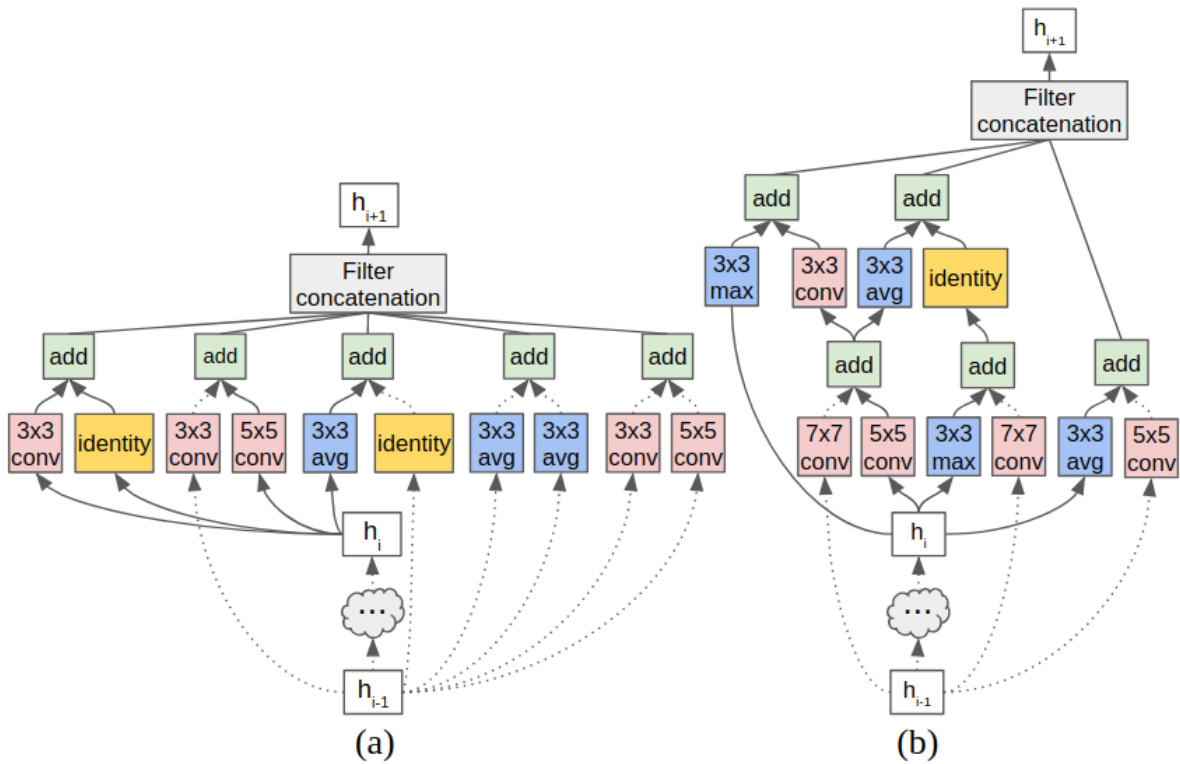 h i+1
Filter
concatenation
add
add
add
add
add
3x3
conv
identity
3x3
conv
5x5
conv
3x3
avg
identity
3x3
avg
3x3
avg
3x3
conv
5x5
conv
h i
...
h i-1
(a)
h i+1
Filter
concatenation
add
add
3x3
max
3x3
conv
3x3
avg
identity
add
add
add
7x7
conv
5x5
conv
3x3
max
7x7
conv
3x3
avg
5x5
conv
h i
...
h i-1
(b)